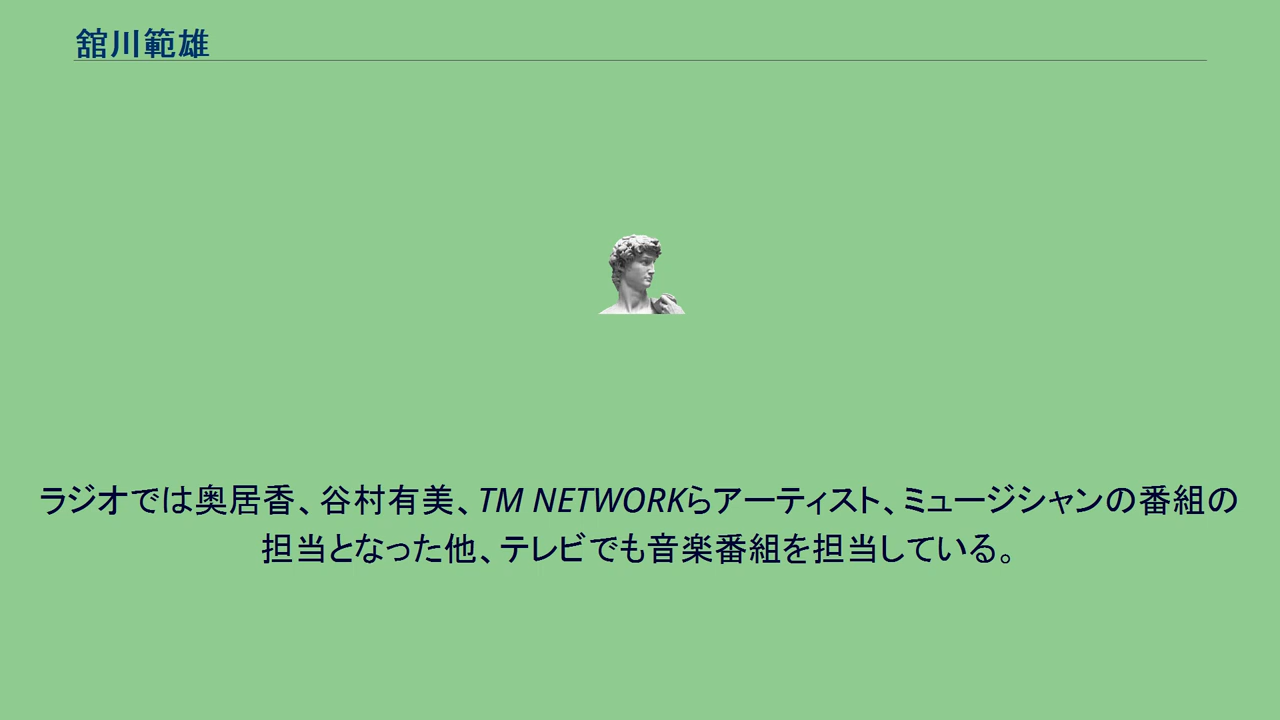 舘川範雄
ラジオでは奥居香、谷村有美、TM NETWORKらアーティスト、ミュージシャンの番組の
担当となった他、テレビでも音楽番組を担当している。